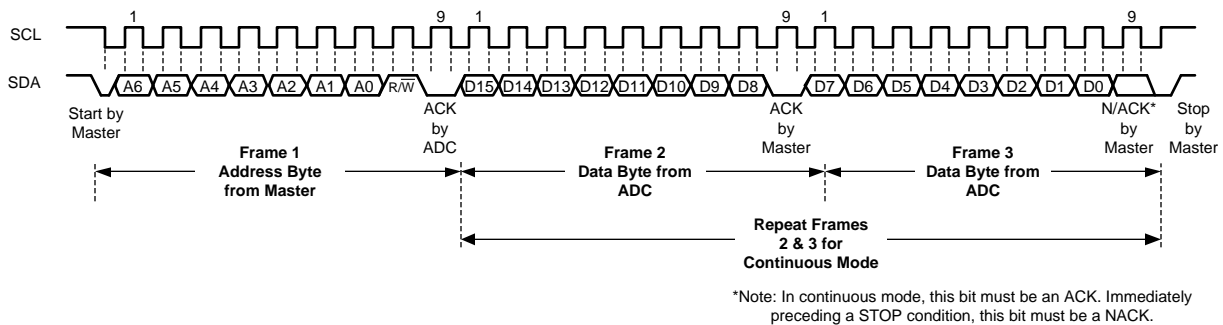 1 9 1 9 1 9
SCL
SDA
A6 A5 A4 A3 A2 A1 A0 R/W̅ D15 D14 D13 D12 D11 D10 D9 D8 D7 D6 D5 D4 D3 D2 D1 D0
Start by
Master
ACK
by
ADC
ACK
by
Master
N/ACK*
by
Master
Stop
by
Master
Frame 1
Address Byte
from Master
Frame 2
Data Byte from
ADC
Frame 3
Data Byte from
ADC
Repeat Frames
2 & 3 for
Continuous Mode
*Note: In continuous mode, this bit must be an ACK. Immediately
preceding a STOP condition, this bit must be a NACK.